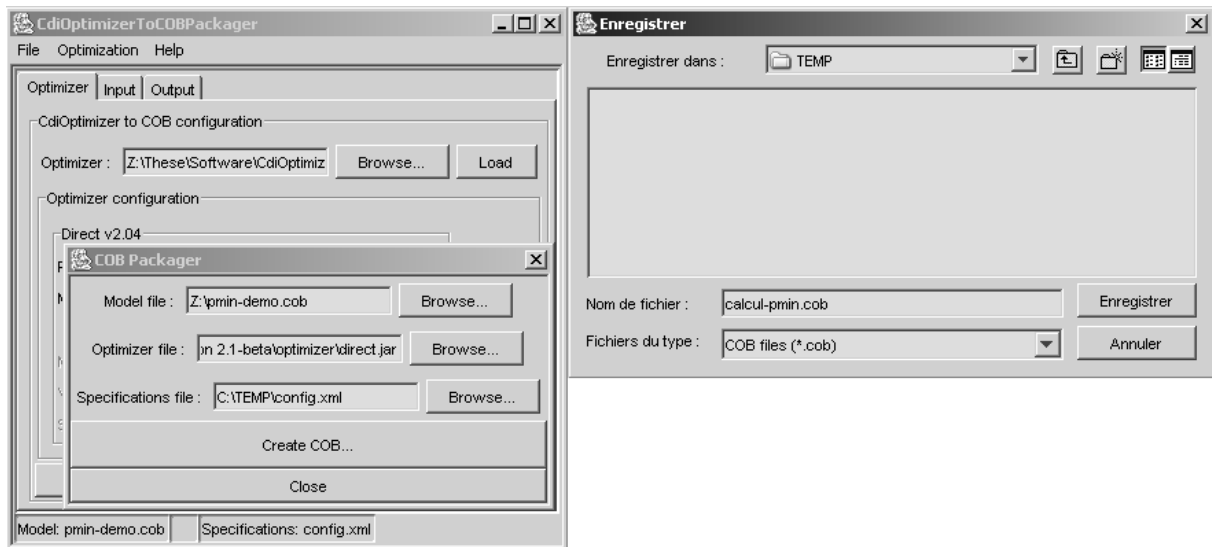 CdiOptimizerToCOBPackager
File Optimization Help
Optimizer Input Output
CdiOptimizer to COB configuration
Optimizer : Z:\These\Software\CdiOptimiz Browse... Load
Optimizer configuration
Direct v2.04
COB Packager
Model file : Z:\pmin-demo.cob Browse...
Optimizer file : on 2.1-beta\optimizer\direct.jar Browse...
Specifications file : C:\TEMP\config.xml Browse...
Create COB...
Close
Model: pmin-demo.cob Specifications: config.xml
Enregistrer
Enregistrer dans : TEMP
Nom de fichier : calcul-pmin.cob Enregistrer
Fichiers du type : COB files (*.cob) Annuler